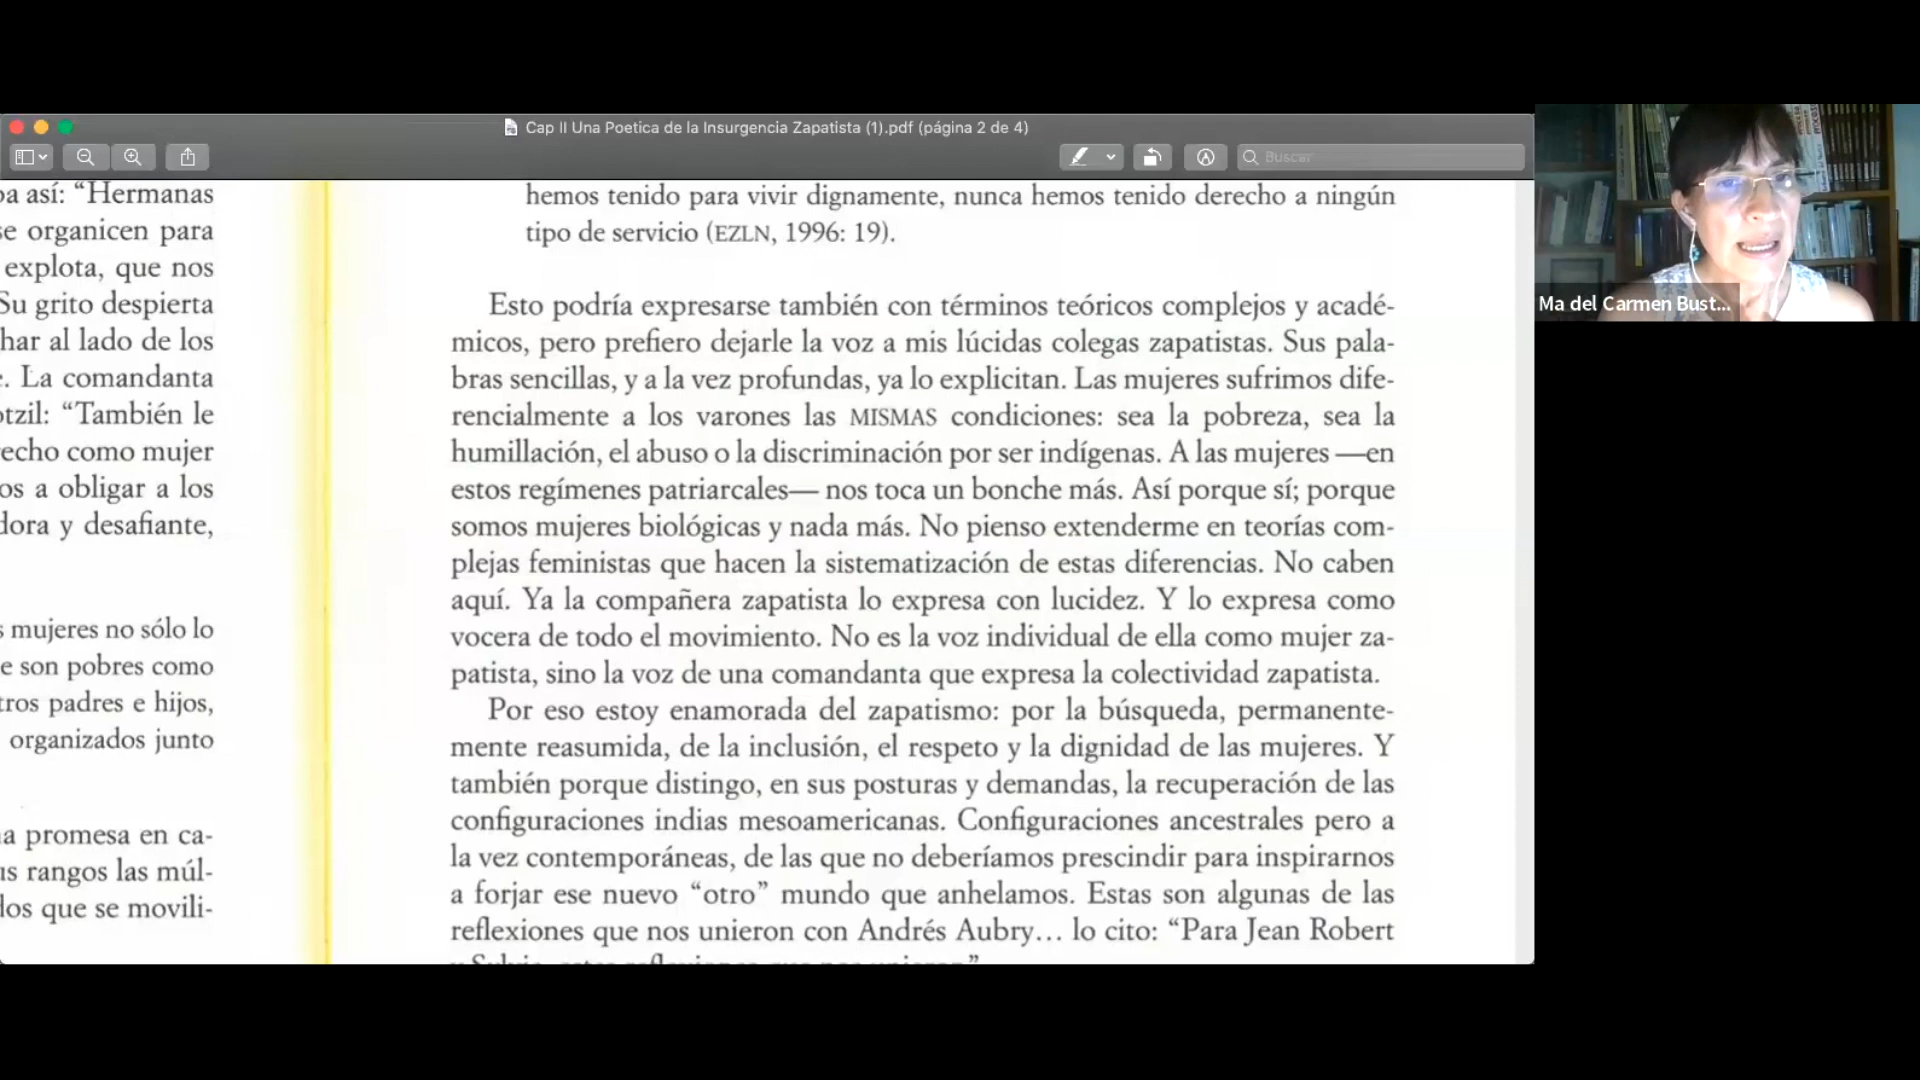 Cap II Una Poetica de la Insurgencia Zapatista (1).pdf (página 2 de 4)
Buscar
así: “Hermanas
se organicen para
explota, que nos
Su grito despierta
al lado de los
La comandanta
“También le
como mujer
a obligar a los
y desafiante,
mujeres no sólo lo
son pobres como
padres e hijos,
organizados junto
promesa en ca-
rangos las múl-
que se movili-
hemos tenido para vivir dignamente, nunca hemos tenido derecho a ningún
tipo de servicio (EZLN, 1996: 19).
Esto podría expresarse también con términos teóricos complejos y acadé-
micos, pero prefiero dejarle la voz a mis lúcidas colegas zapatistas. Sus pala-
bras sencillas, y a la vez profundas, ya lo explicitan. Las mujeres sufrimos dife-
rencialmente a los varones las MISMAS condiciones: sea la pobreza, sea la
humillación, el abuso o la discriminación por ser indígenas. A las mujeres —en
estos regímenes patriarcales— nos toca un bonche más. Así porque sí; porque
somos mujeres biológicas y nada más. No pienso extenderme en teorías com-
plejas feministas que hacen la sistematización de estas diferencias. No caben
aquí. Ya la compañera zapatista lo expresa con lucidez. Y lo expresa como
vocera de todo el movimiento. No es la voz individual de ella como mujer za-
patista, sino la voz de una comandanta que expresa la colectividad zapatista.
Por eso estoy enamorada del zapatismo: por la búsqueda, permanente-
mente reasumida, de la inclusión, el respeto y la dignidad de las mujeres. Y
también porque distingo, en sus posturas y demandas, la recuperación de las
configuraciones indias mesoamericanas. Configuraciones ancestrales pero a
la vez contemporáneas, de las que no deberíamos prescindir para inspirarnos
a forjar ese nuevo “otro” mundo que anhelamos. Estas son algunas de las
reflexiones que nos unieron con Andrés Aubry… lo cito: “Para Jean Robert
Ma del Carmen Bust...